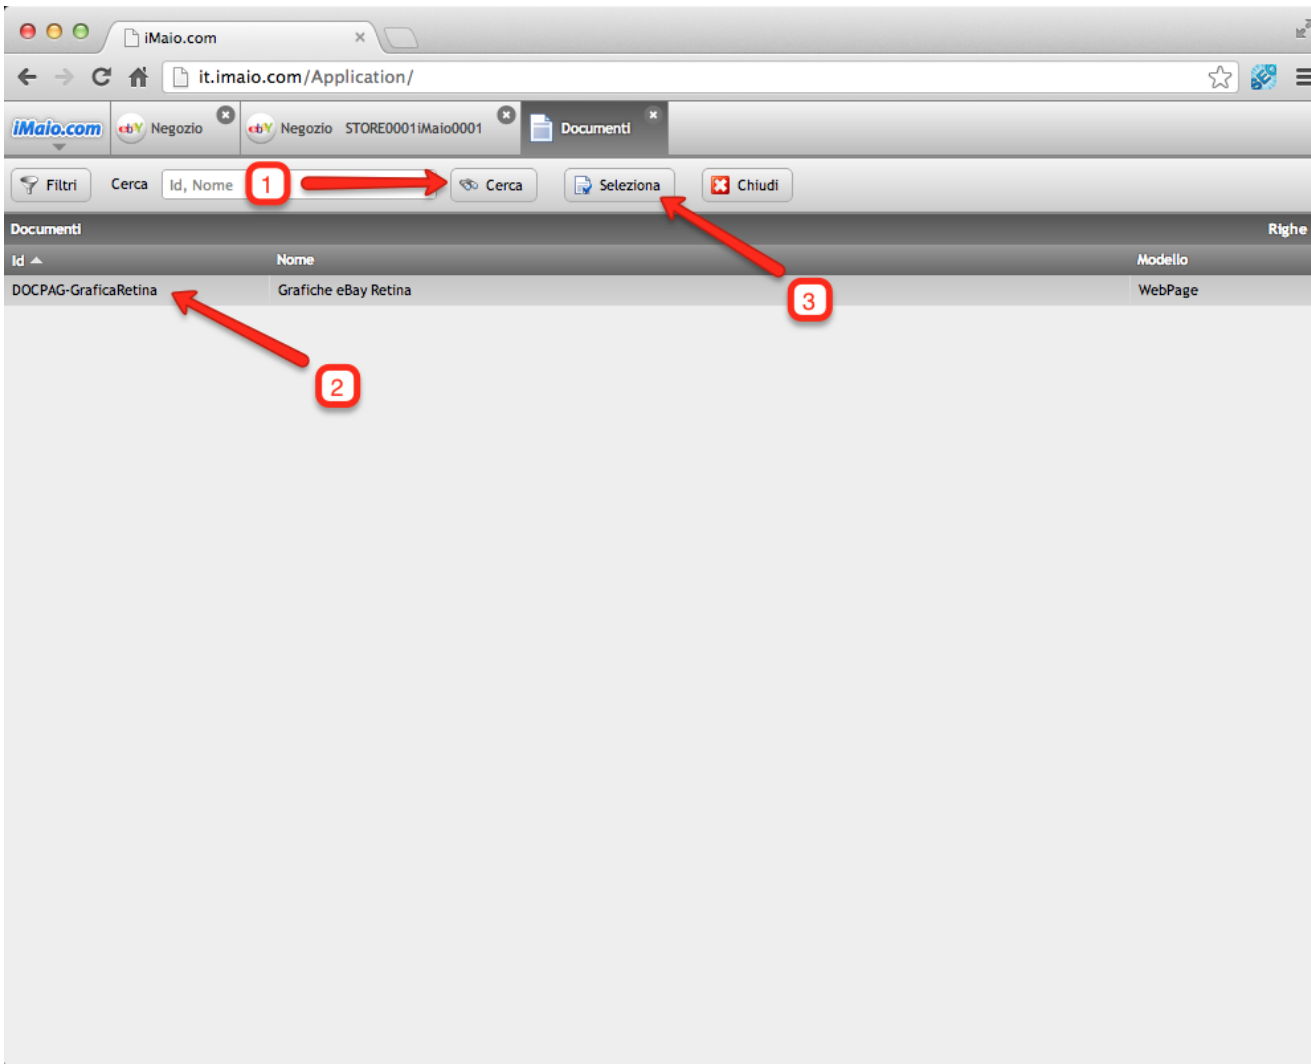 iMaio.com
it.imaio.com/Application/
iMaio.com Negozio Negozio STORE0001iMaio0001 Documenti
Filtri Cerca Id, Nome 1 Cerca Seleziona Chiudi
Documenti Righe
Id Nome Modello
DOCPAG-GraficaRetina Grafiche eBay Retina WebPage
3
2